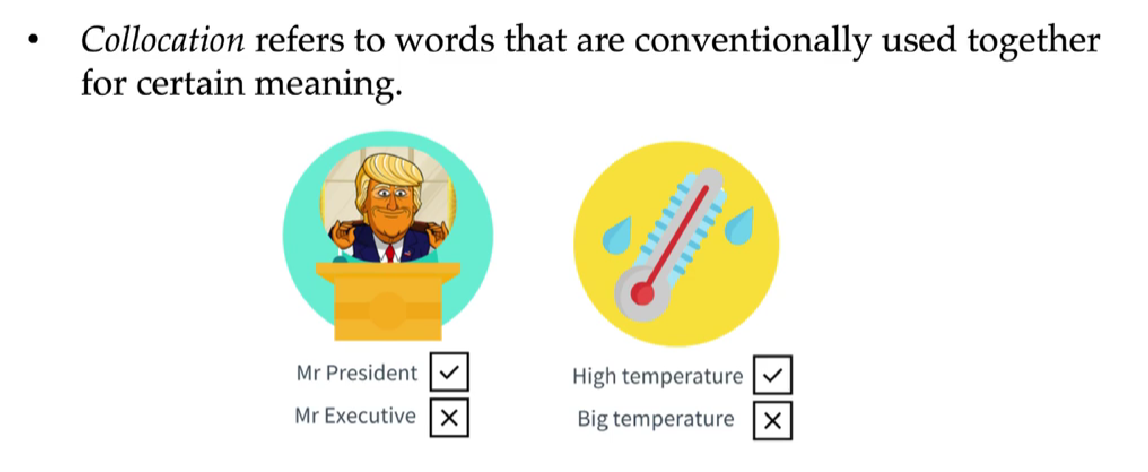 • Collocation refers to words that are conventionally used together
for certain meaning.
Mr President ✓
Mr Executive ✕
High temperature ✓
Big temperature ✕